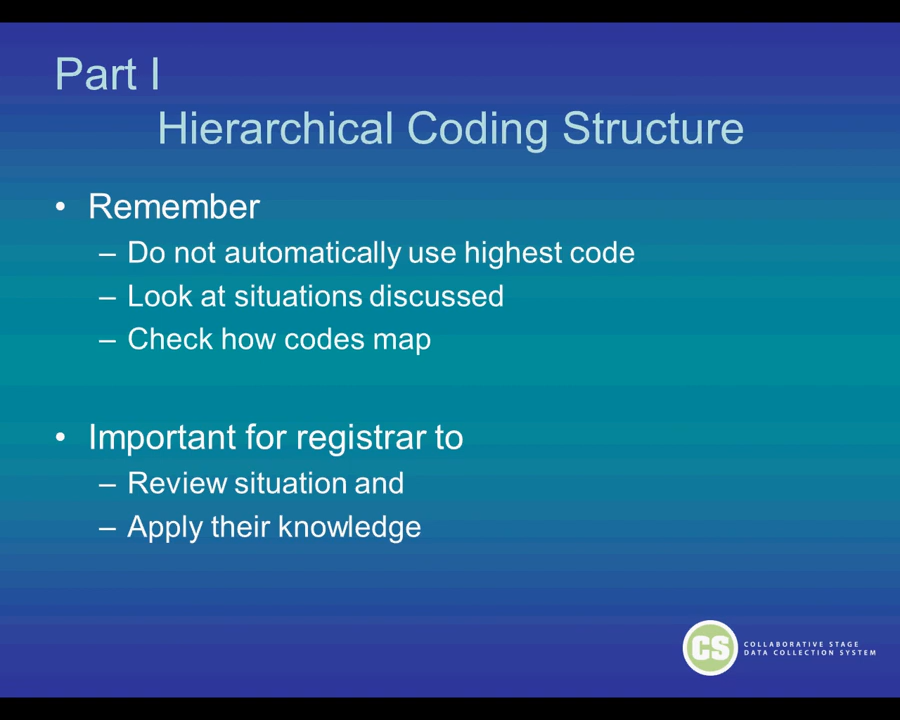 Part I
Hierarchical Coding Structure
• Remember
– Do not automatically use highest code
– Look at situations discussed
– Check how codes map
• Important for registrar to
– Review situation and
– Apply their knowledge
CS
COLLABORATIVE STAGE
DATA COLLECTION SYSTEM